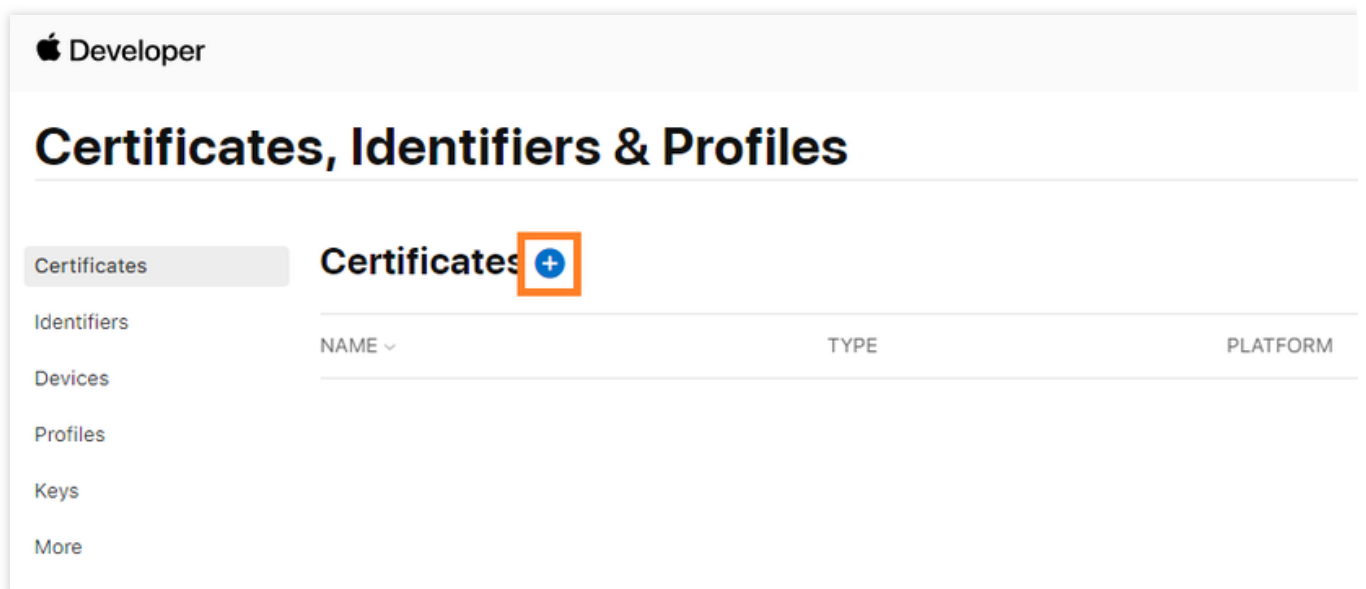 Developer
Certificates, Identifiers & Profiles
Certificates
Identifiers
Devices
Profiles
Keys
More
Certificates
NAME TYPE PLATFORM